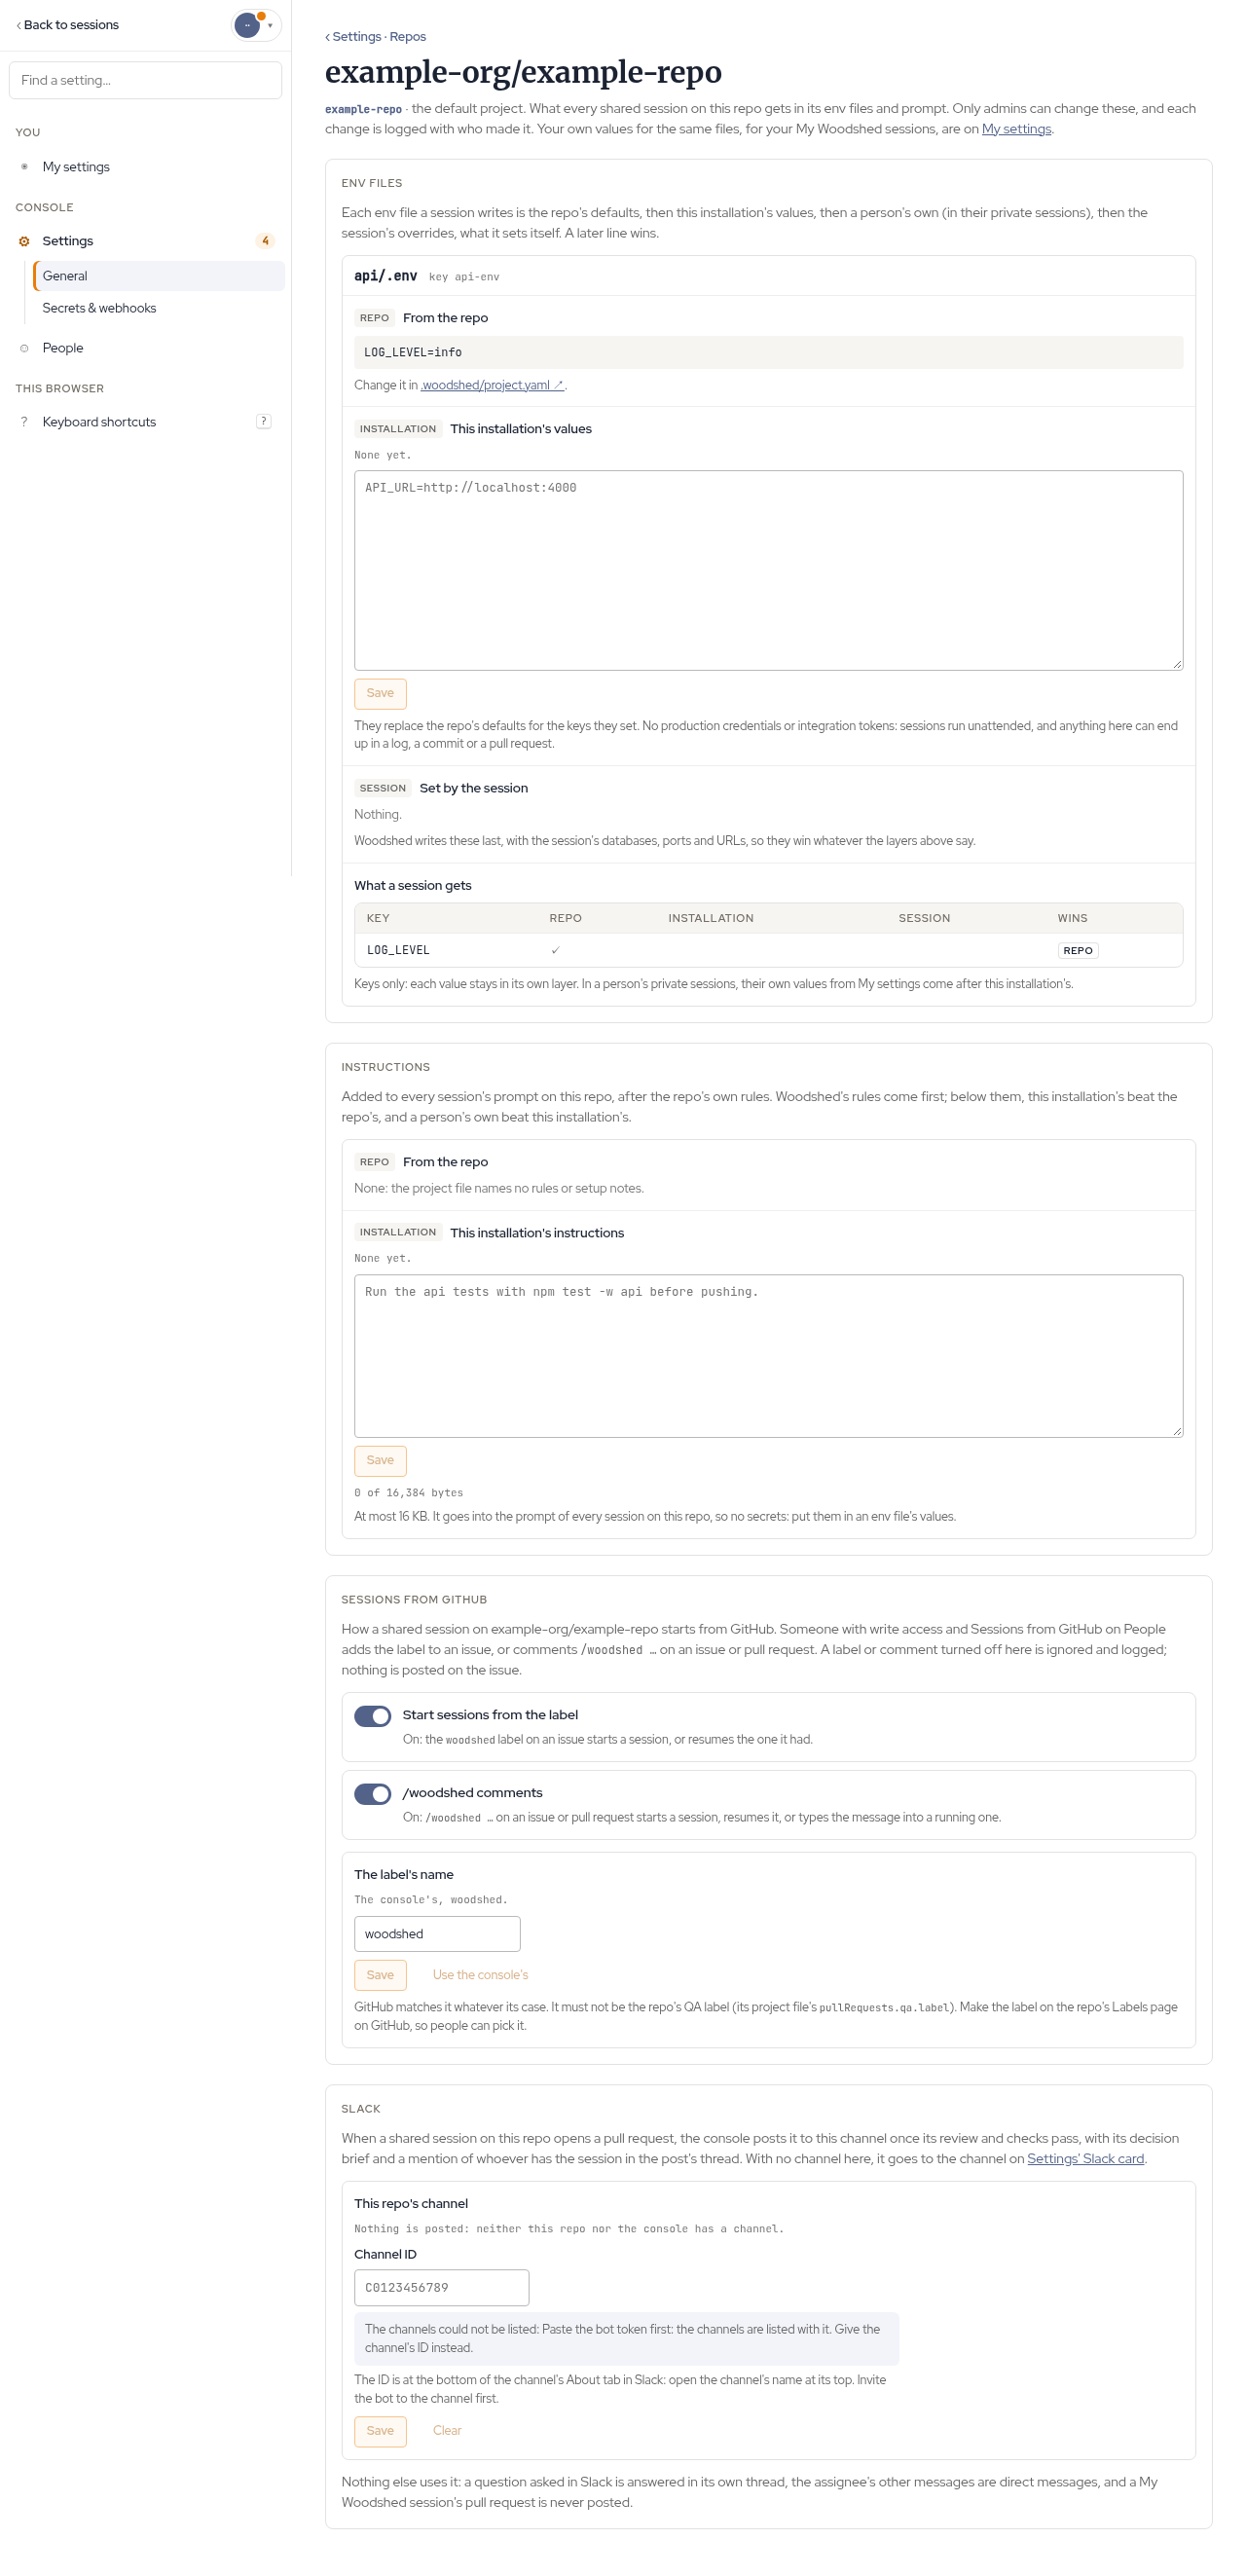 ‹ Back to sessions
Find a setting...
YOU
My settings
CONSOLE
Settings 4
General
Secrets & webhooks
People
THIS BROWSER
? Keyboard shortcuts ?
‹ Settings · Repos
example-org/example-repo
example-repo · the default project. What every shared session on this repo gets in its env files and prompt. Only admins can change these, and each
change is logged with who made it. Your own values for the same files, for your My Woodshed sessions, are on My settings.
ENV FILES
Each env file a session writes is the repo's defaults, then this installation's values, then a person's own (in their private sessions), then the
session's overrides, what it sets itself. A later line wins.
api/.env key api-env
REPO From the repo
LOG_LEVEL=info
Change it in .woodshed/project.yaml ↗.
INSTALLATION This installation's values
None yet.
API_URL=http://localhost:4000
Save
They replace the repo's defaults for the keys they set. No production credentials or integration tokens: sessions run unattended, and anything here can end
up in a log, a commit or a pull request.
SESSION Set by the session
Nothing.
Woodshed writes these last, with the session's databases, ports and URLs, so they win whatever the layers above say.
What a session gets
KEY REPO INSTALLATION SESSION WINS
LOG_LEVEL ✓ REPO
Keys only: each value stays in its own layer. In a person's private sessions, their own values from My settings come after this installation's.
INSTRUCTIONS
Added to every session's prompt on this repo, after the repo's own rules. Woodshed's rules come first; below them, this installation's beat the
repo's, and a person's own beat this installation's.
REPO From the repo
None: the project file names no rules or setup notes.
INSTALLATION This installation's instructions
None yet.
Run the api tests with npm test -w api before pushing.
Save
0 of 16,384 bytes
At most 16 KB. It goes into the prompt of every session on this repo, so no secrets: put them in an env file's values.
SESSIONS FROM GITHUB
How a shared session on example-org/example-repo starts from GitHub. Someone with write access and Sessions from GitHub on People
adds the label to an issue, or comments /woodshed … on an issue or pull request. A label or comment turned off here is ignored and logged;
nothing is posted on the issue.
Start sessions from the label
On: the woodshed label on an issue starts a session, or resumes the one it had.
/woodshed comments
On: /woodshed … on an issue or pull request starts a session, resumes it, or types the message into a running one.
The label's name
The console's, woodshed.
woodshed
Save Use the console's
GitHub matches it whatever its case. It must not be the repo's QA label (its project file's pullRequests.qa.label). Make the label on the repo's Labels page
on GitHub, so people can pick it.
SLACK
When a shared session on this repo opens a pull request, the console posts it to this channel once its review and checks pass, with its decision
brief and a mention of whoever has the session in the post's thread. With no channel here, it goes to the channel on Settings' Slack card.
This repo's channel
Nothing is posted: neither this repo nor the console has a channel.
Channel ID
C0123456789
The channels could not be listed: Paste the bot token first: the channels are listed with it. Give the
channel's ID instead.
The ID is at the bottom of the channel's About tab in Slack: open the channel's name at its top. Invite
the bot to the channel first.
Save Clear
Nothing else uses it: a question asked in Slack is answered in its own thread, the assignee's other messages are direct messages, and a My
Woodshed session's pull request is never posted.